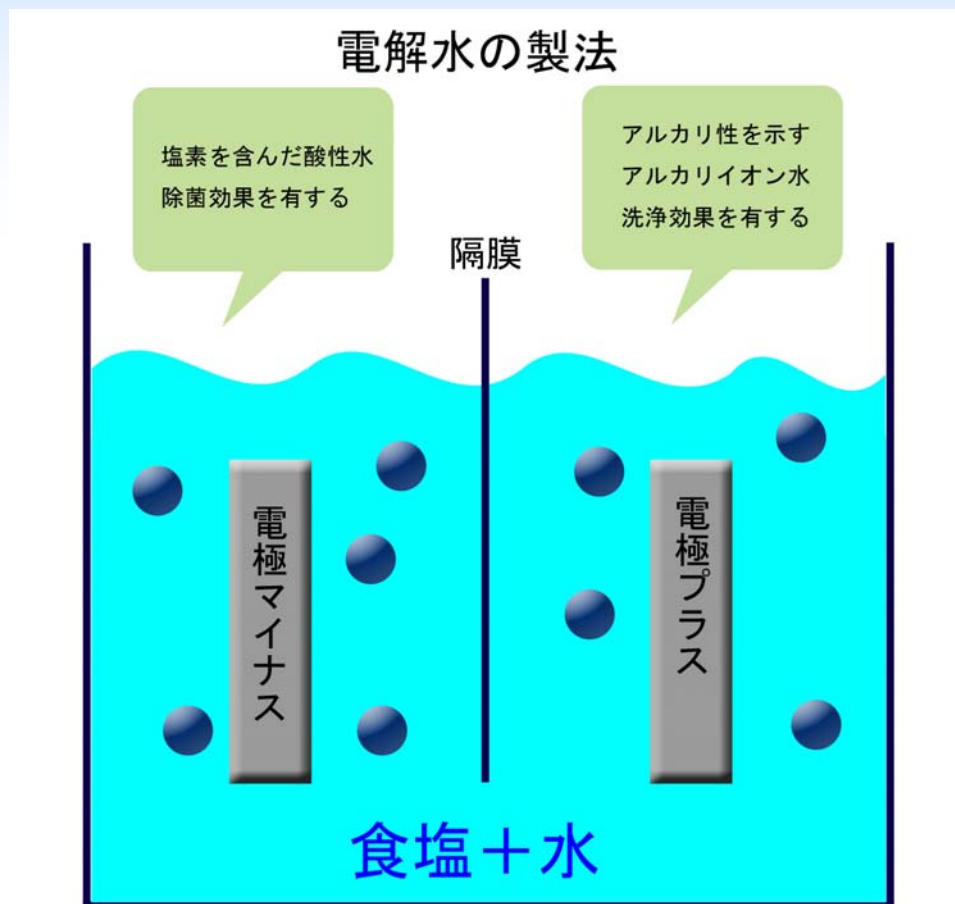 電解水の製法
塩素を含んだ酸性水
除菌効果を有する
アルカリ性を示す
アルカリイオン水
洗浄効果を有する
隔膜
電極マイナス
電極プラス
食塩＋水